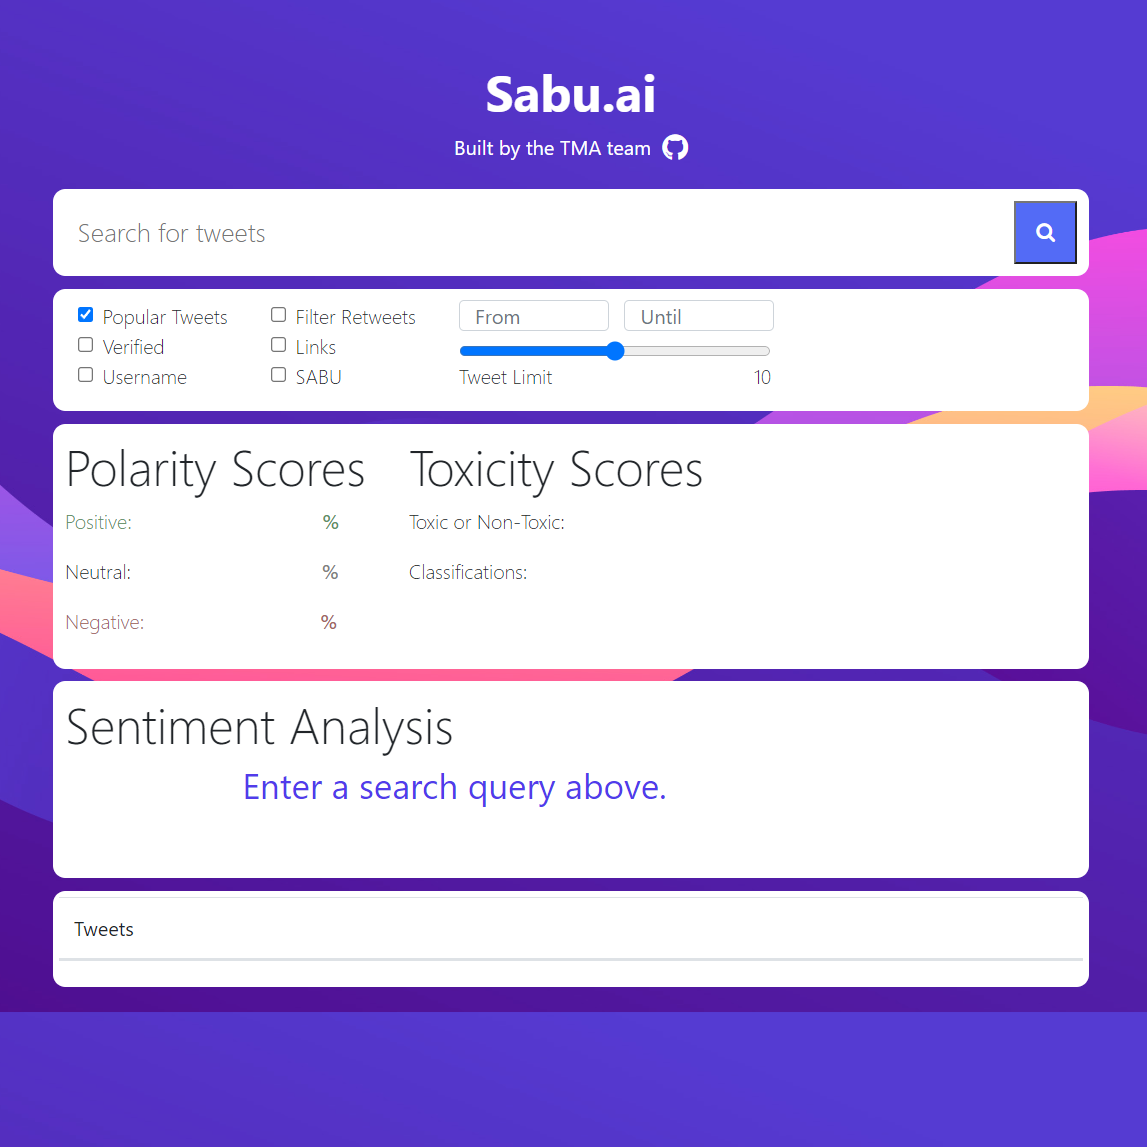 Sabu.ai
Built by the TMA team
Search for tweets
Popular Tweets Filter Retweets From Until
Verified Links
Username SABU Tweet Limit 10
Polarity Scores Toxicity Scores
Positive: % Toxic or Non-Toxic:
Neutral: % Classifications:
Negative: %
Sentiment Analysis
Enter a search query above.
Tweets